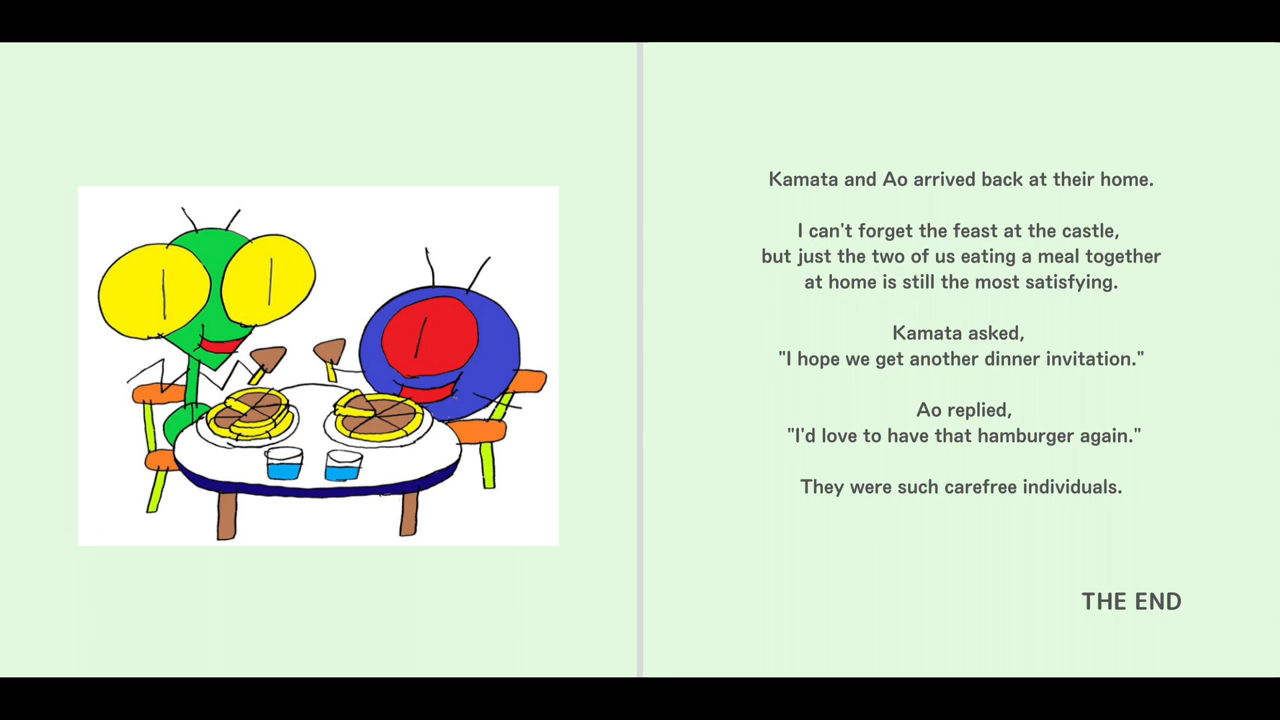 Kamata and Ao arrived back at their home.
I can't forget the feast at the castle,
but just the two of us eating a meal together
at home is still the most satisfying.
Kamata asked,
"I hope we get another dinner invitation."
Ao replied,
"I'd love to have that hamburger again."
They were such carefree individuals.
THE END